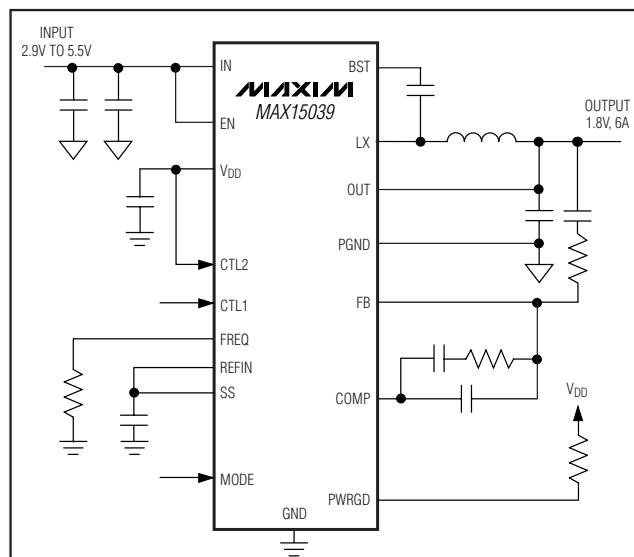 INPUT
2.9V TO 5.5V
IN
BST
MAXIM
MAX15039
OUTPUT
1.8V, 6A
EN
LX
VDD
OUT
PGND
CTL2
CTL1
FB
FREQ
REFIN
SS
COMP
VDD
MODE
PWRGD
GND